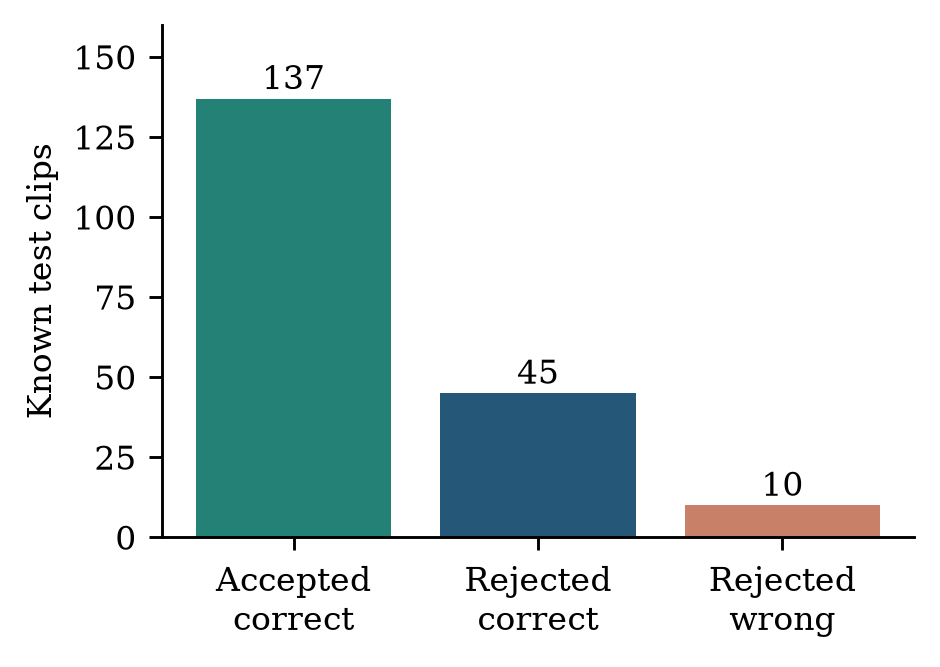 Known test clips
150
125
100
75
50
25
0
137
45
10
Accepted
correct
Rejected
correct
Rejected
wrong